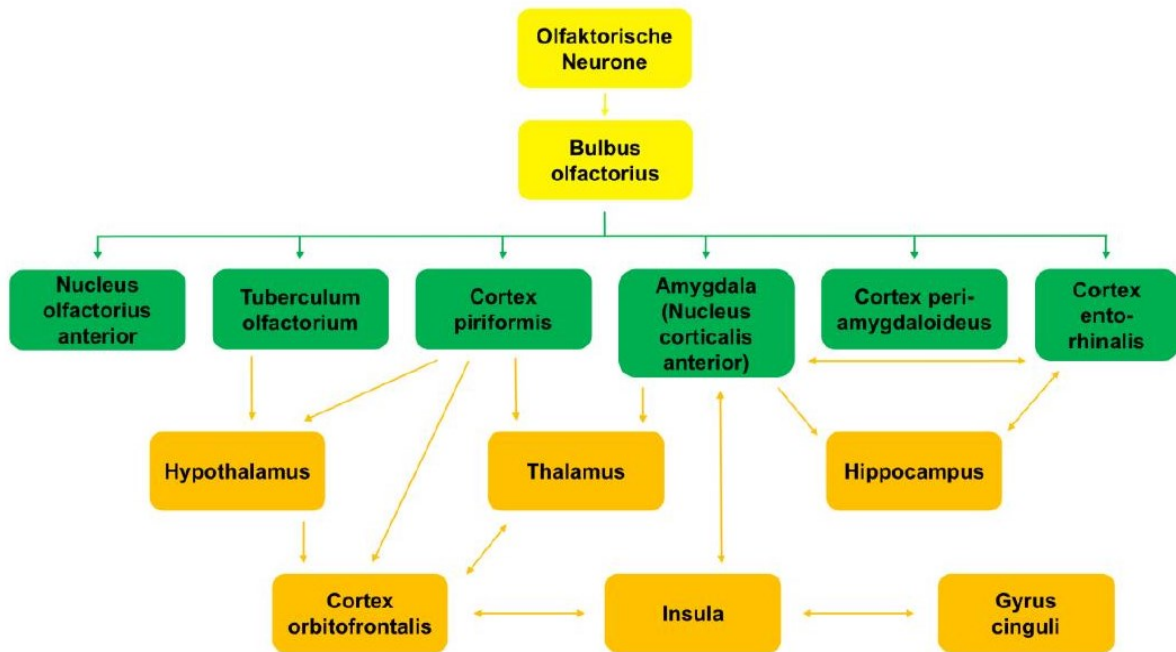 Olfaktorische
Neurone
Bulbus
olfactorius
Nucleus
olfactorius
anterior
Tuberculum
olfactorium
Cortex
piriformis
Amygdala
(Nucleus
corticalis
anterior)
Cortex peri-
amygdaloideus
Cortex
ento-
rhinalis
Hypothalamus
Thalamus
Hippocampus
Cortex
orbitofrontalis
Insula
Gyrus
cinguli